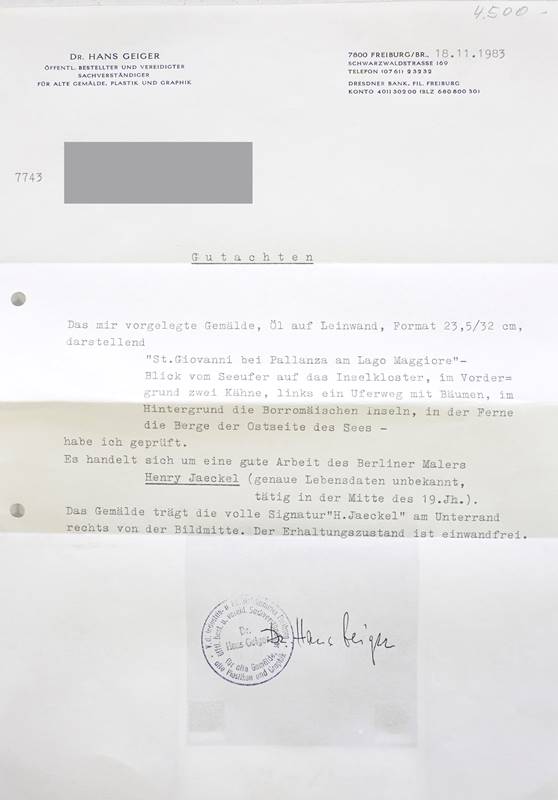 4.500 -
DR. HANS GEIGER
ÖFFENTL. BESTELLTER UND VEREIDIGTER
SACHVERSTÄNDIGER
FÜR ALTE GEMÄLDE, PLASTIK UND GRAPHIK
7800 FREIBURG/BR., 18.11.1983
SCHWARZWALDSTRASSE 169
TELEFON (0761) 23232
DRESDNER BANK, FIL. FREIBURG
KONTO 401130200 (BLZ 680 800 30)
7743
Gutachten
Das mir vorgelegte Gemälde, Öl auf Leinwand, Format 23,5/32 cm,
darstellend
"St.Giovanni bei Pallanza am Lago Maggiore"-
Blick vom Seeufer auf das Inselkloster, im Vorder=
grund zwei Kähne, links ein Uferweg mit Bäumen, im
Hintergrund die Borromäischen Inseln, in der Ferne
die Berge der Ostseite des Sees -
habe ich geprüft.
Es handelt sich um eine gute Arbeit des Berliner Malers
Henry Jaeckel (genaue Lebensdaten unbekannt,
tätig in der Mitte des 19.Jh.).
Das Gemälde trägt die volle Signatur"H.Jaeckel" am Unterrand
rechts von der Bildmitte. Der Erhaltungszustand ist einwandfrei.
Dr.
Hans Geiger
für alte Gemälde,
alte Plastiken und Graphik
Dr. Hans Geiger